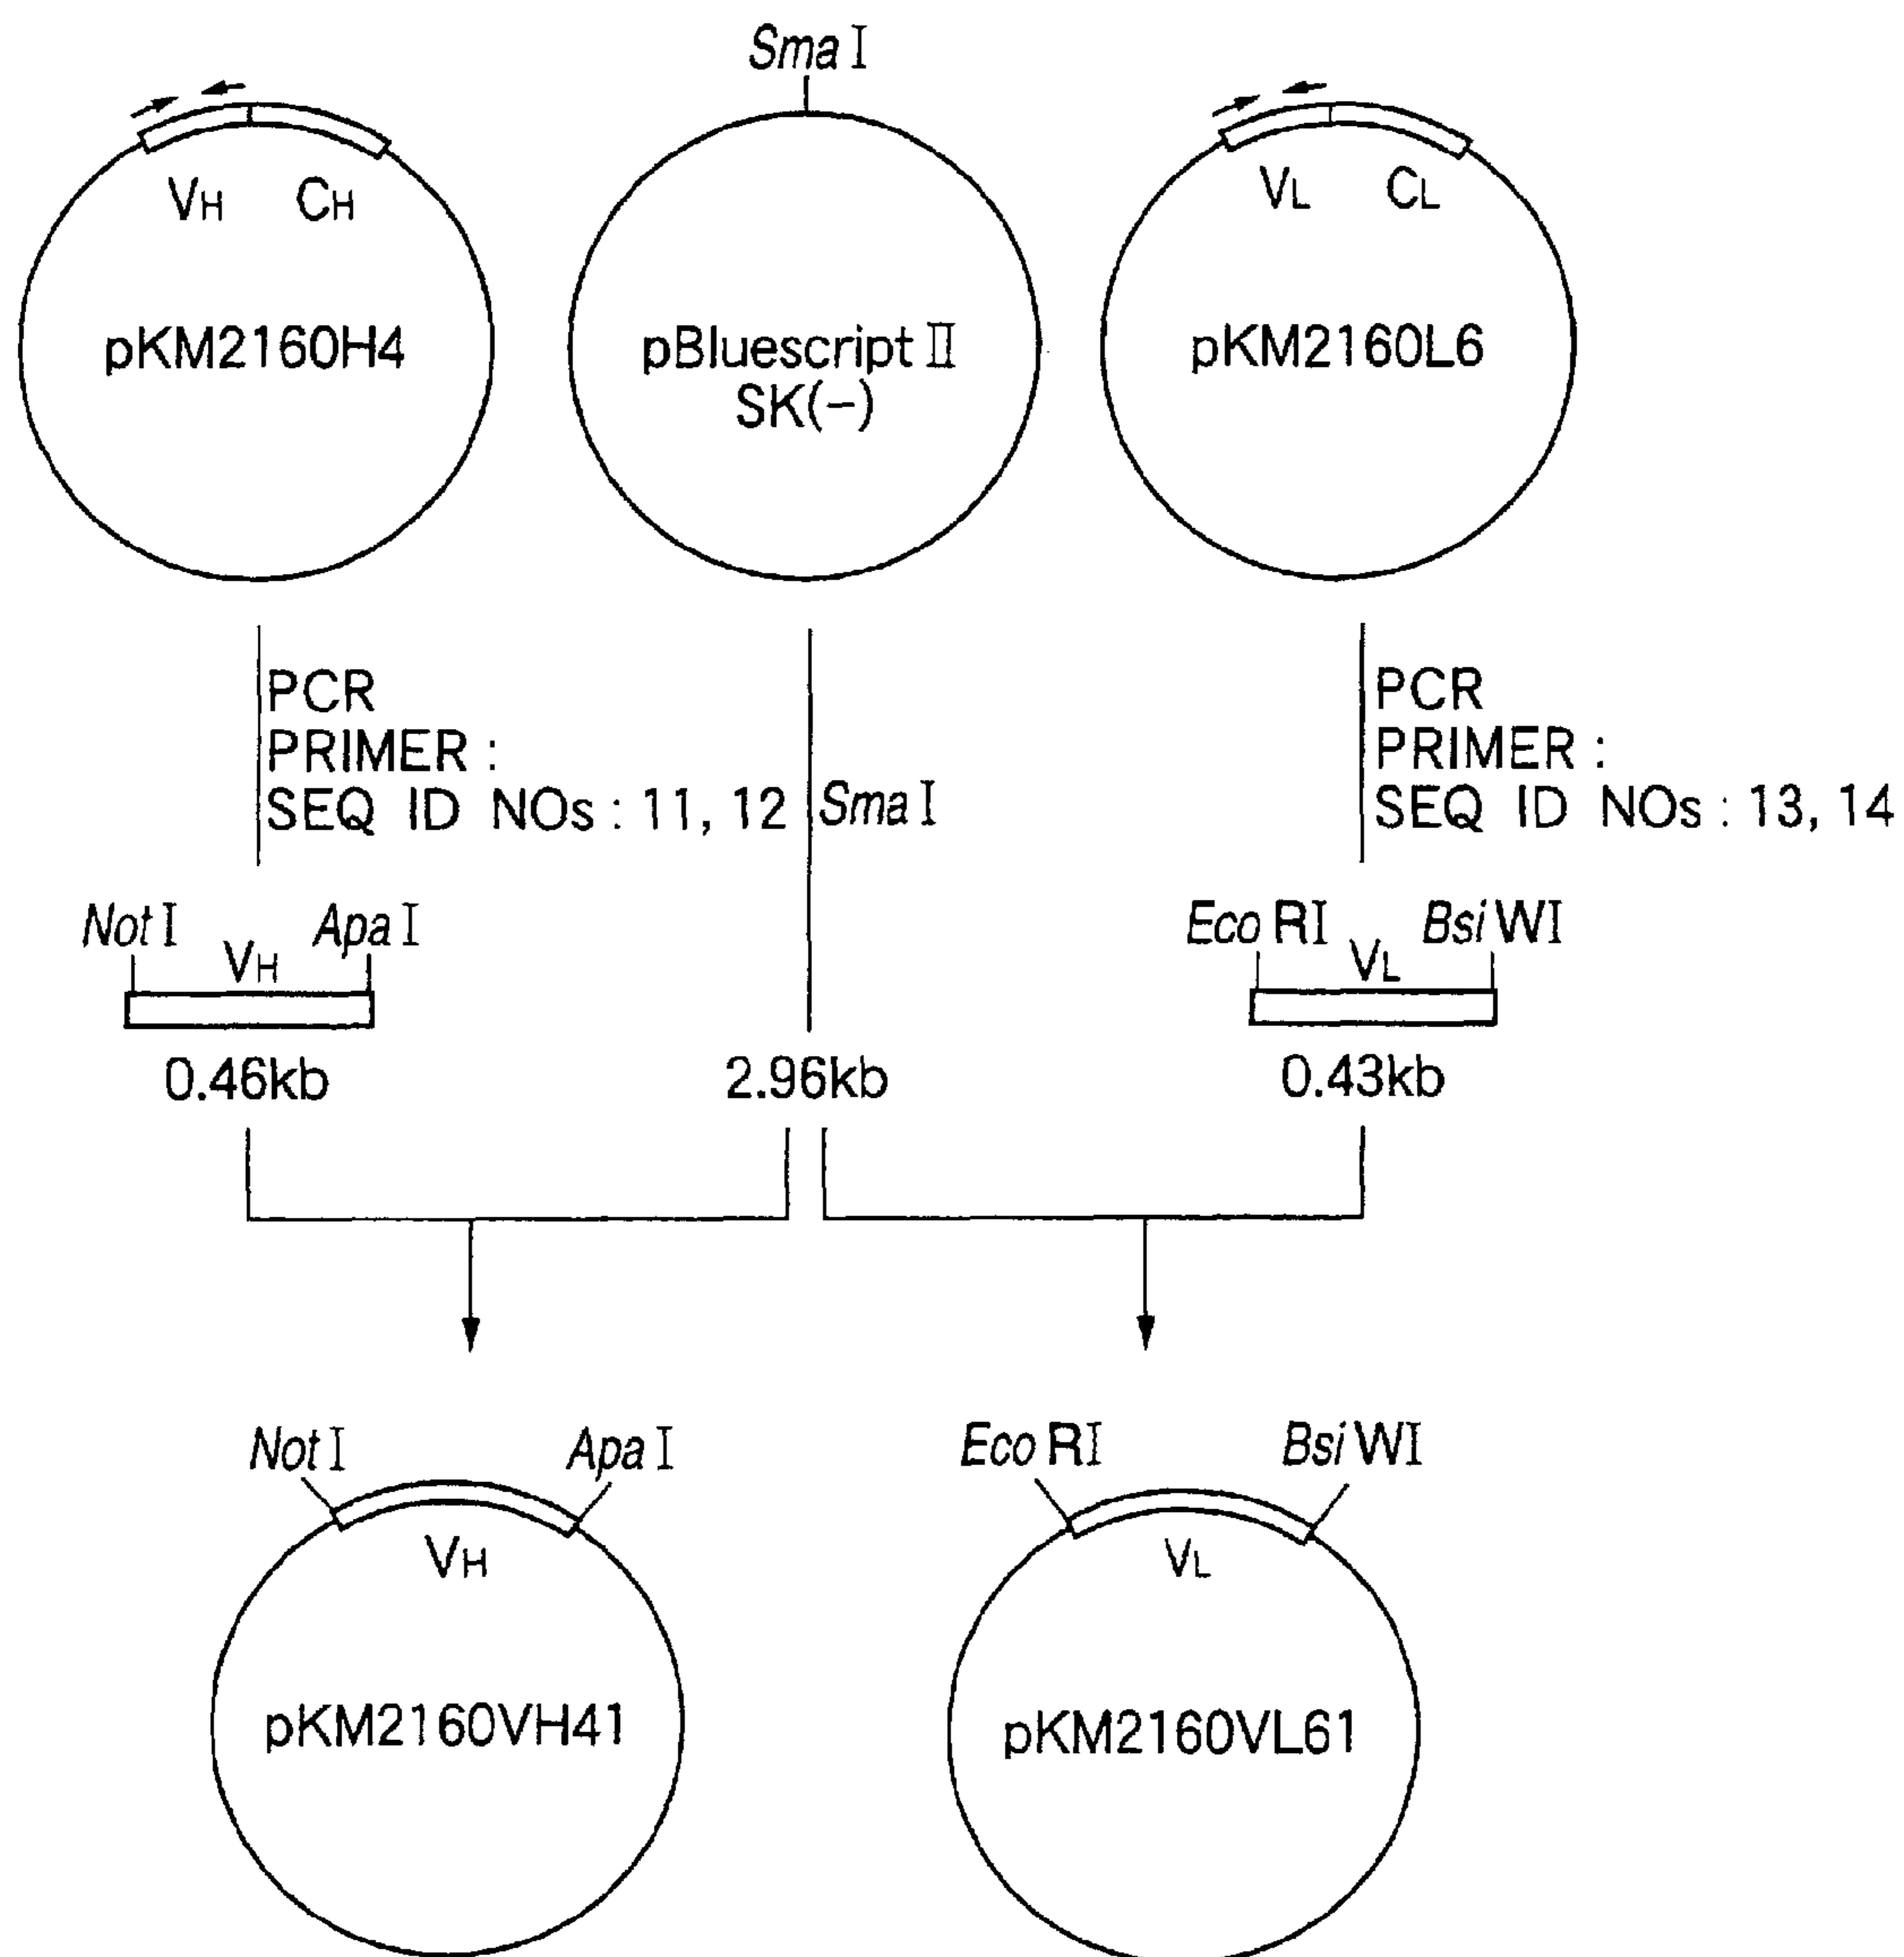 Sma I
VH CH
pKM2160H4
pBluescript II
SK(-)
VL CL
pKM2160L6
PCR
PRIMER :
SEQ ID NOs : 11, 12
Sma I
PCR
PRIMER :
SEQ ID NOs : 13, 14
Not I VH Apa I
0.46kb
2.96kb
Eco RI VL Bsi WI
0.43kb
Not I Apa I
VH
pKM2160VH41
Eco RI Bsi WI
VL
pKM2160VL61